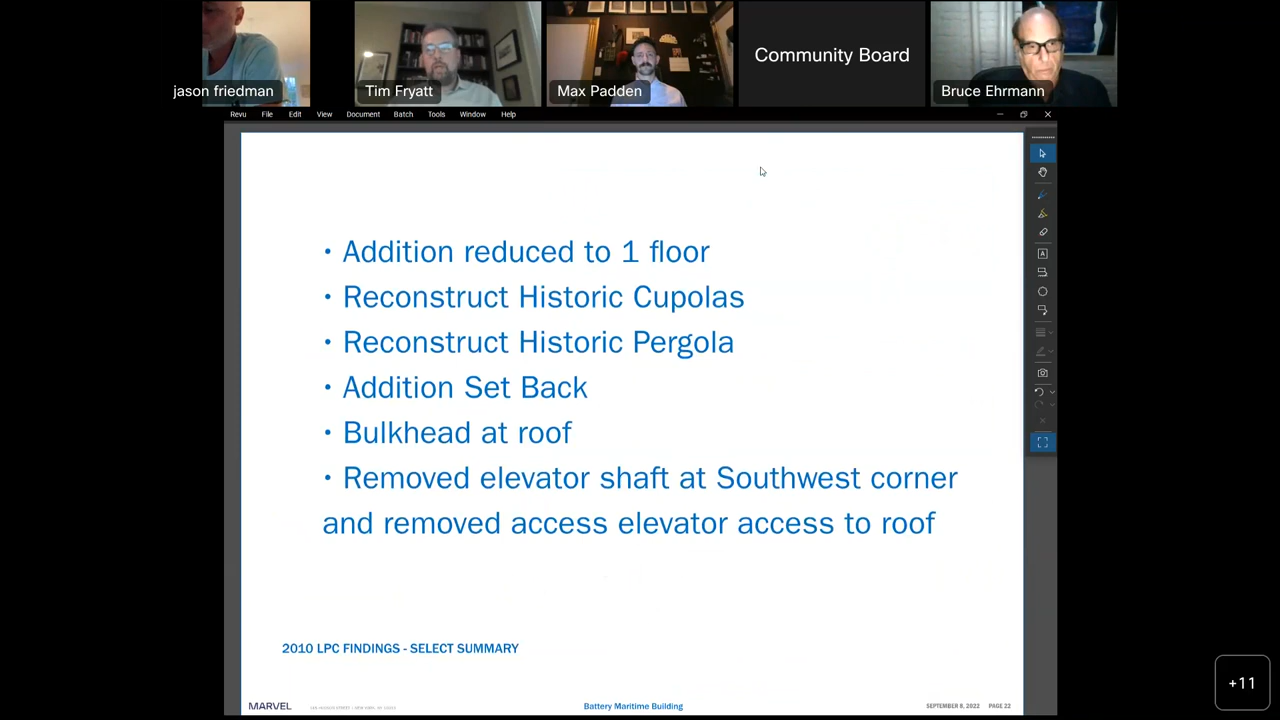 jason friedman
Tim Fryatt
Max Padden
Community Board
Bruce Ehrmann
Revu File Edit View Document Batch Tools Window Help
• Addition reduced to 1 floor
• Reconstruct Historic Cupolas
• Reconstruct Historic Pergola
• Addition Set Back
• Bulkhead at roof
• Removed elevator shaft at Southwest corner
and removed access elevator access to roof
2010 LPC FINDINGS - SELECT SUMMARY
MARVEL
Battery Maritime Building
SEPTEMBER 8, 2022 PAGE 22
+11